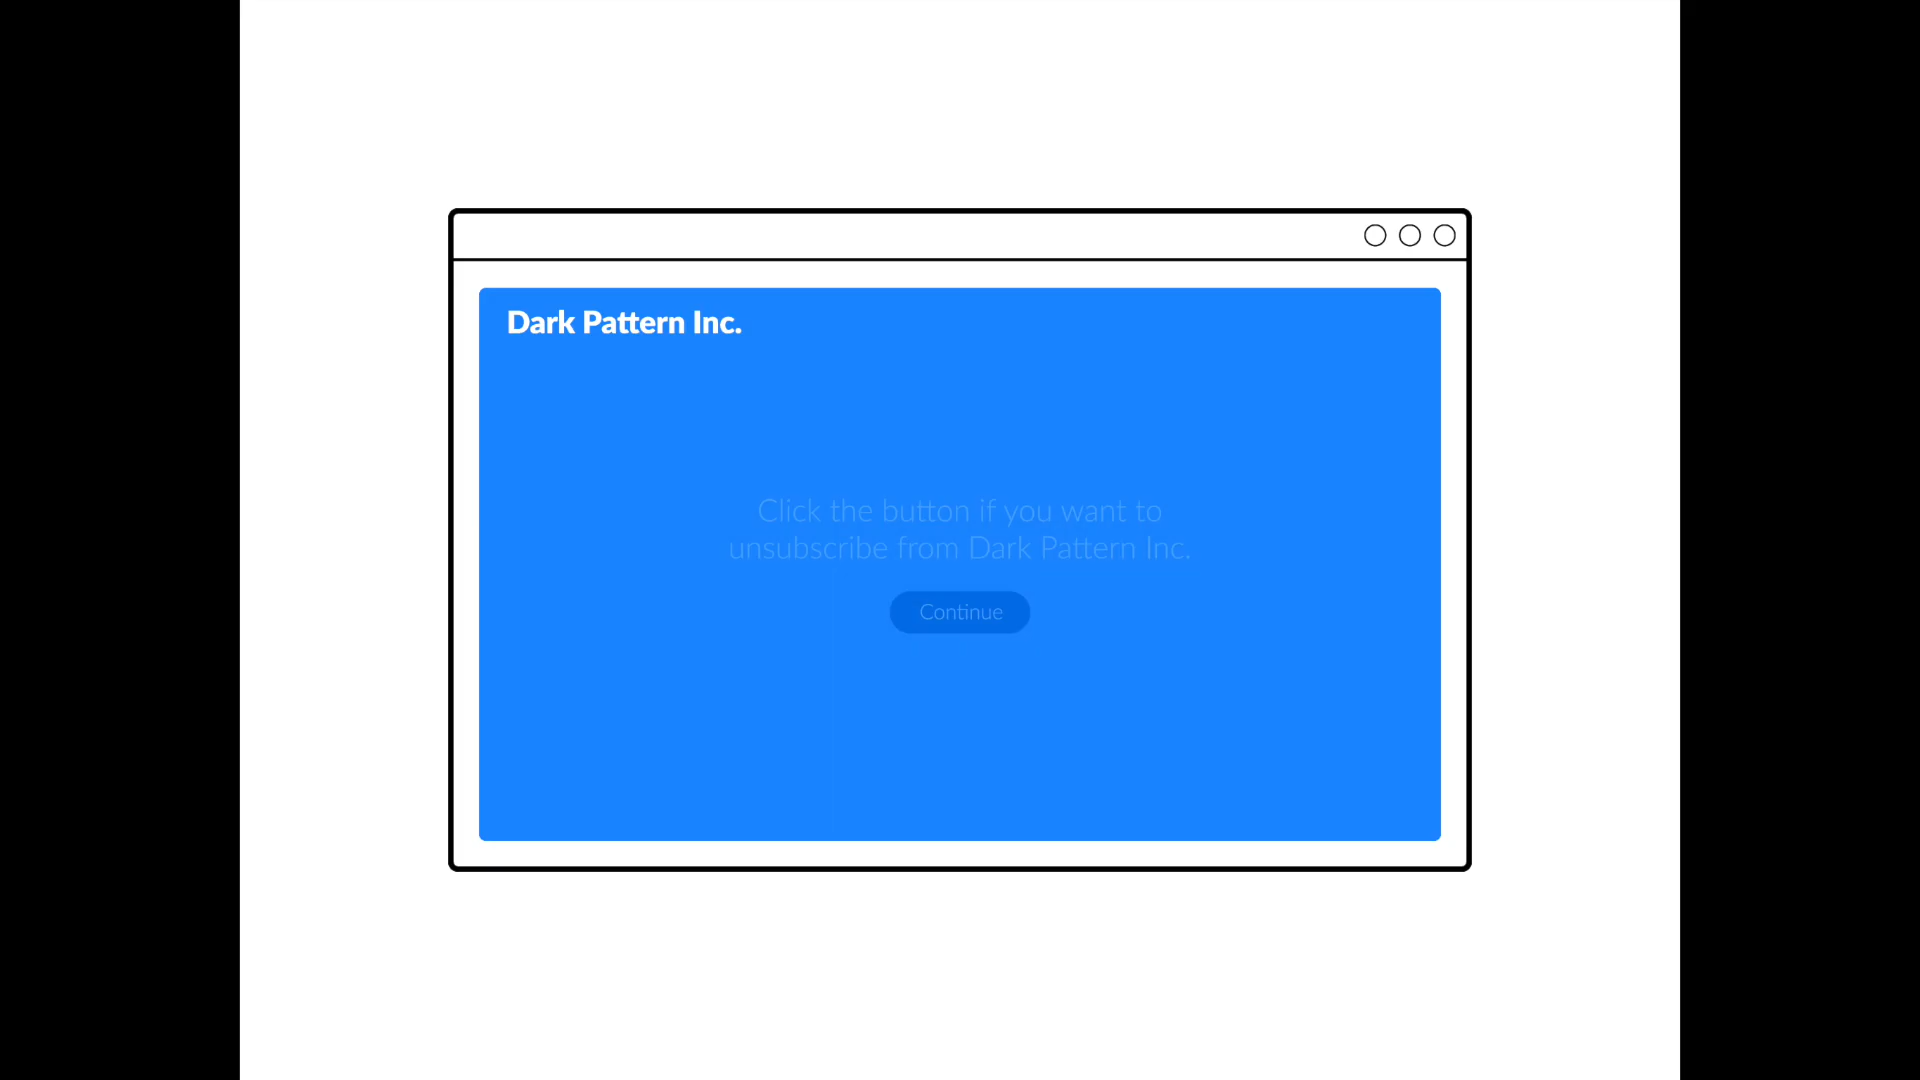 Dark Pattern Inc.
Click the button if you want to
unsubscribe from Dark Pattern Inc.
Continue